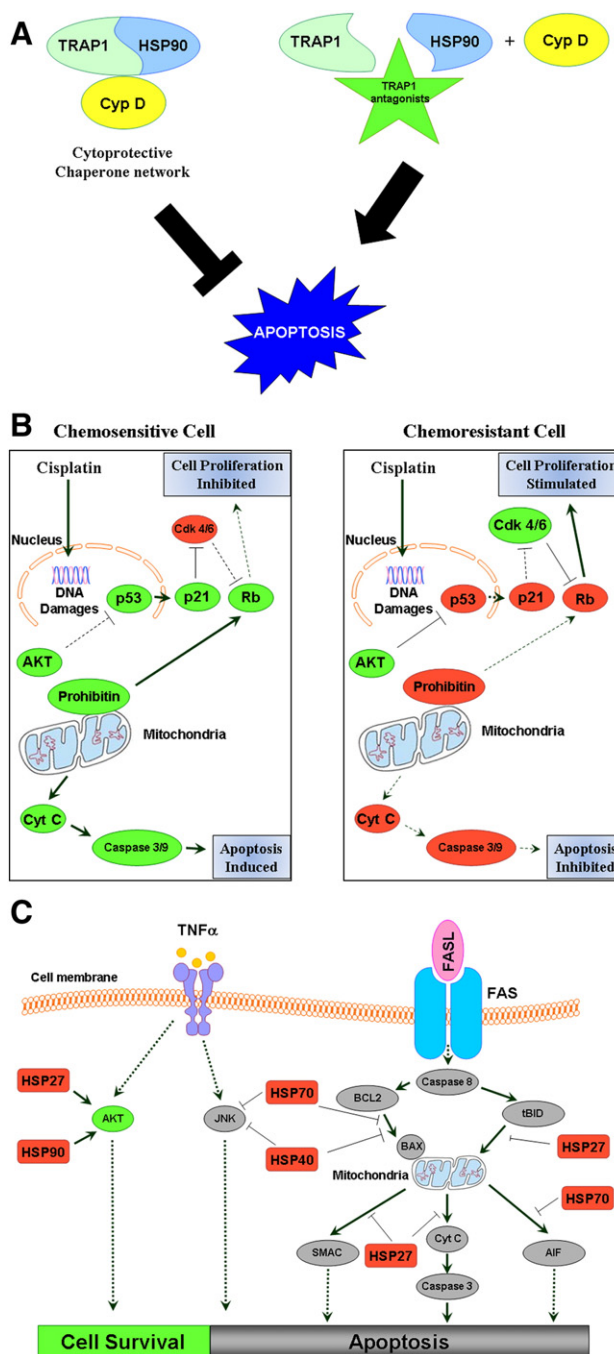 A
TRAP1
HSP90
Cyp D
Cytoprotective
Chaperone network
TRAP1
HSP90
+
Cyp D
TRAP1
antagonists
APOPTOSIS
B
Chemosensitive Cell
Cisplatin
Cell Proliferation
Inhibited
Nucleus
Cdk 4/6
DNA
Damages
p53
p21
Rb
AKT
Prohibitin
Mitochondria
Cyt C
Caspase 3/9
Apoptosis
Induced
Chemoresistant Cell
Cisplatin
Cell Proliferation
Stimulated
Nucleus
Cdk 4/6
DNA
Damages
p53
p21
Rb
AKT
Prohibitin
Mitochondria
Cyt C
Caspase 3/9
Apoptosis
Inhibited
C
TNFα
FASL
Cell membrane
FAS
HSP27
HSP70
BCL2
Caspase 8
tBID
AKT
JNK
HSP90
HSP40
BAX
HSP27
Mitochondria
HSP70
SMAC
HSP27
Cyt C
AIF
Caspase 3
Cell Survival
Apoptosis